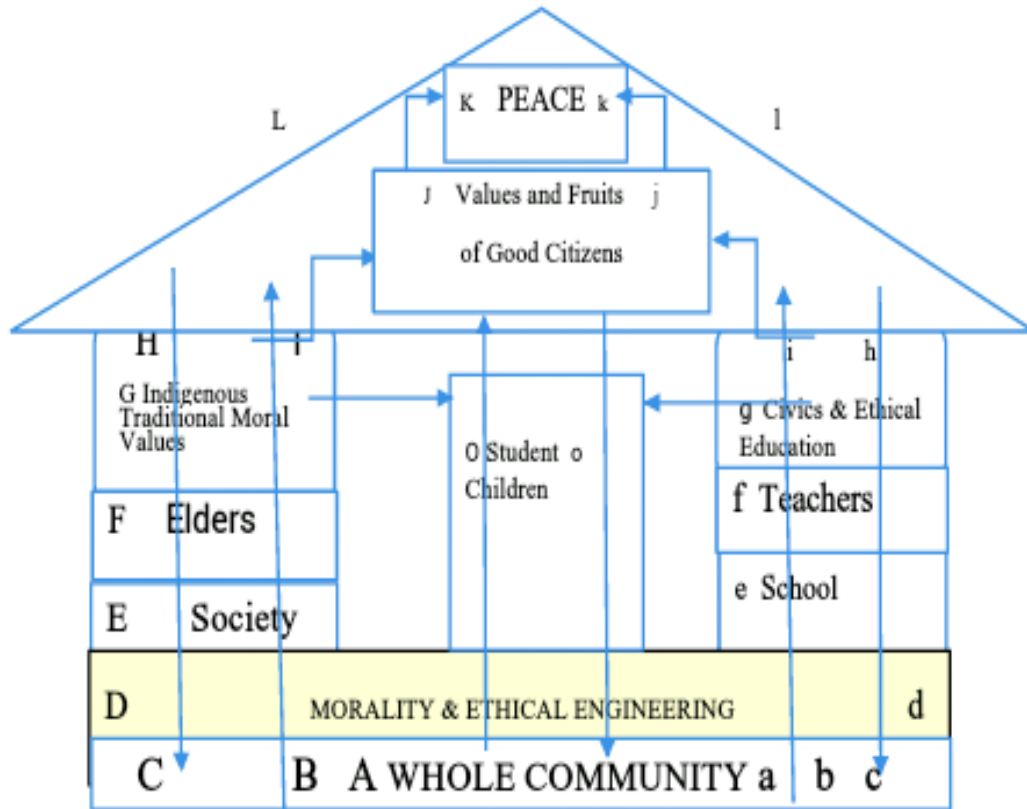 K PEACE k
L l
J Values and Fruits j
of Good Citizens
H I
i h
G Indigenous
Traditional Moral
Values
g Civics & Ethical
Education
O Student o
Children
F Elders
f Teachers
E Society
e School
D MORALITY & ETHICAL ENGINEERING d
C B A WHOLE COMMUNITY a b c